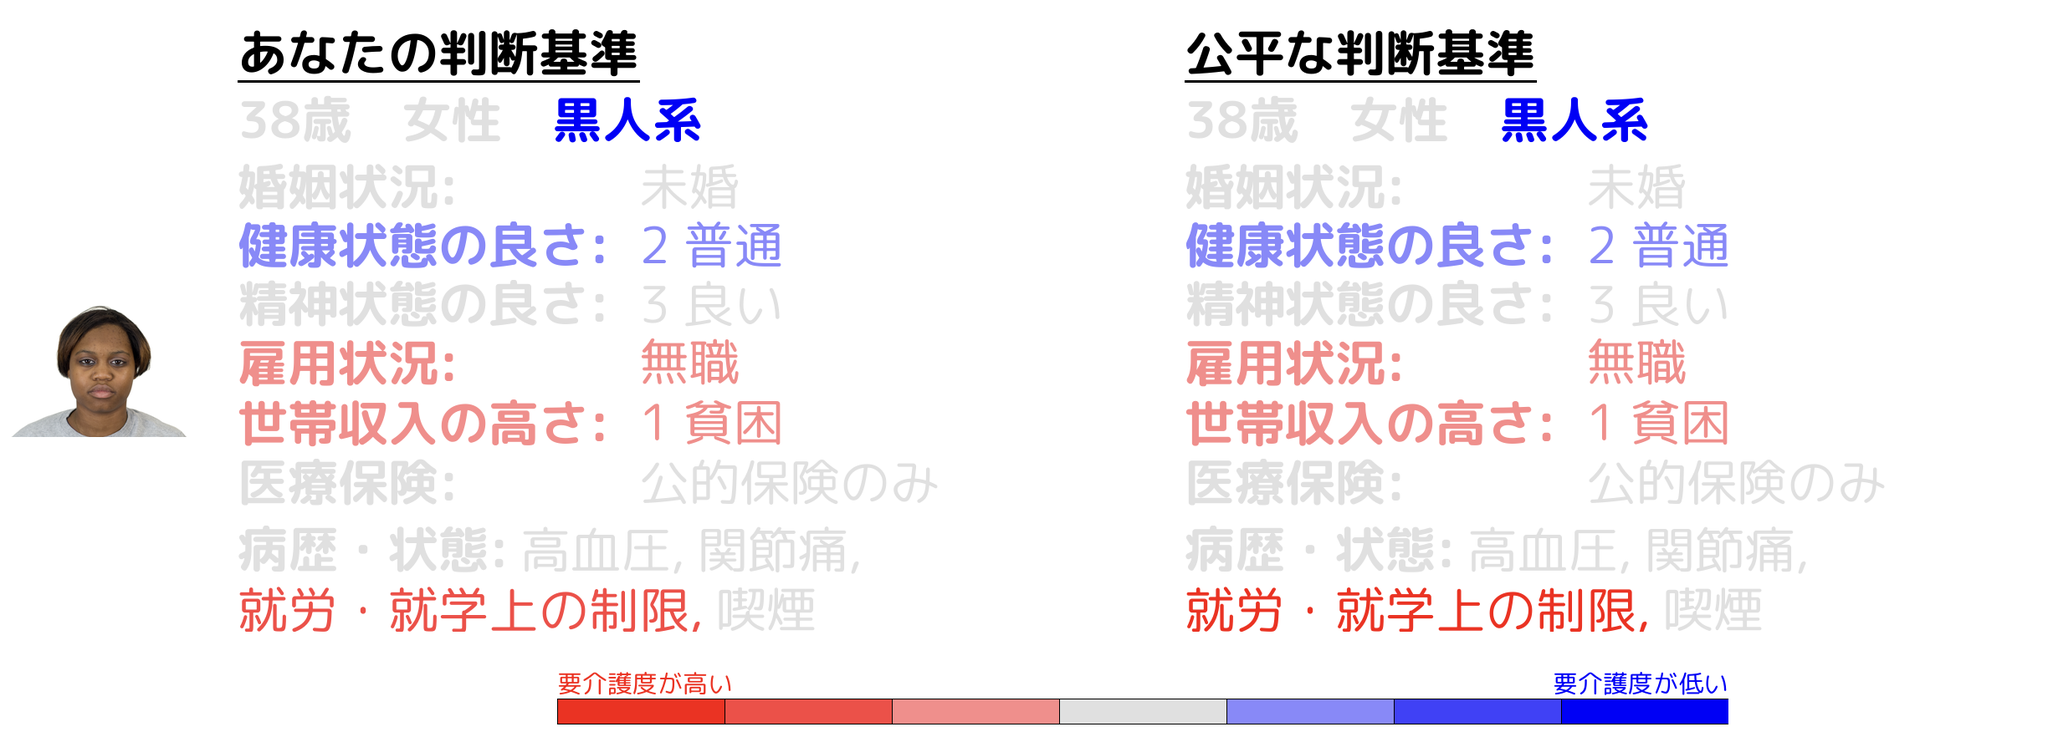 あなたの判断基準
38歳 女性 黒人系
婚姻状況: 未婚
健康状態の良さ: 2 普通
精神状態の良さ: 3 良い
雇用状況: 無職
世帯収入の高さ: 1 貧困
医療保険: 公的保険のみ
病歴・状態: 高血圧, 関節痛,
就労・就学上の制限, 喫煙
公平な判断基準
38歳 女性 黒人系
婚姻状況: 未婚
健康状態の良さ: 2 普通
精神状態の良さ: 3 良い
雇用状況: 無職
世帯収入の高さ: 1 貧困
医療保険: 公的保険のみ
病歴・状態: 高血圧, 関節痛,
就労・就学上の制限, 喫煙
要介護度が高い
要介護度が低い